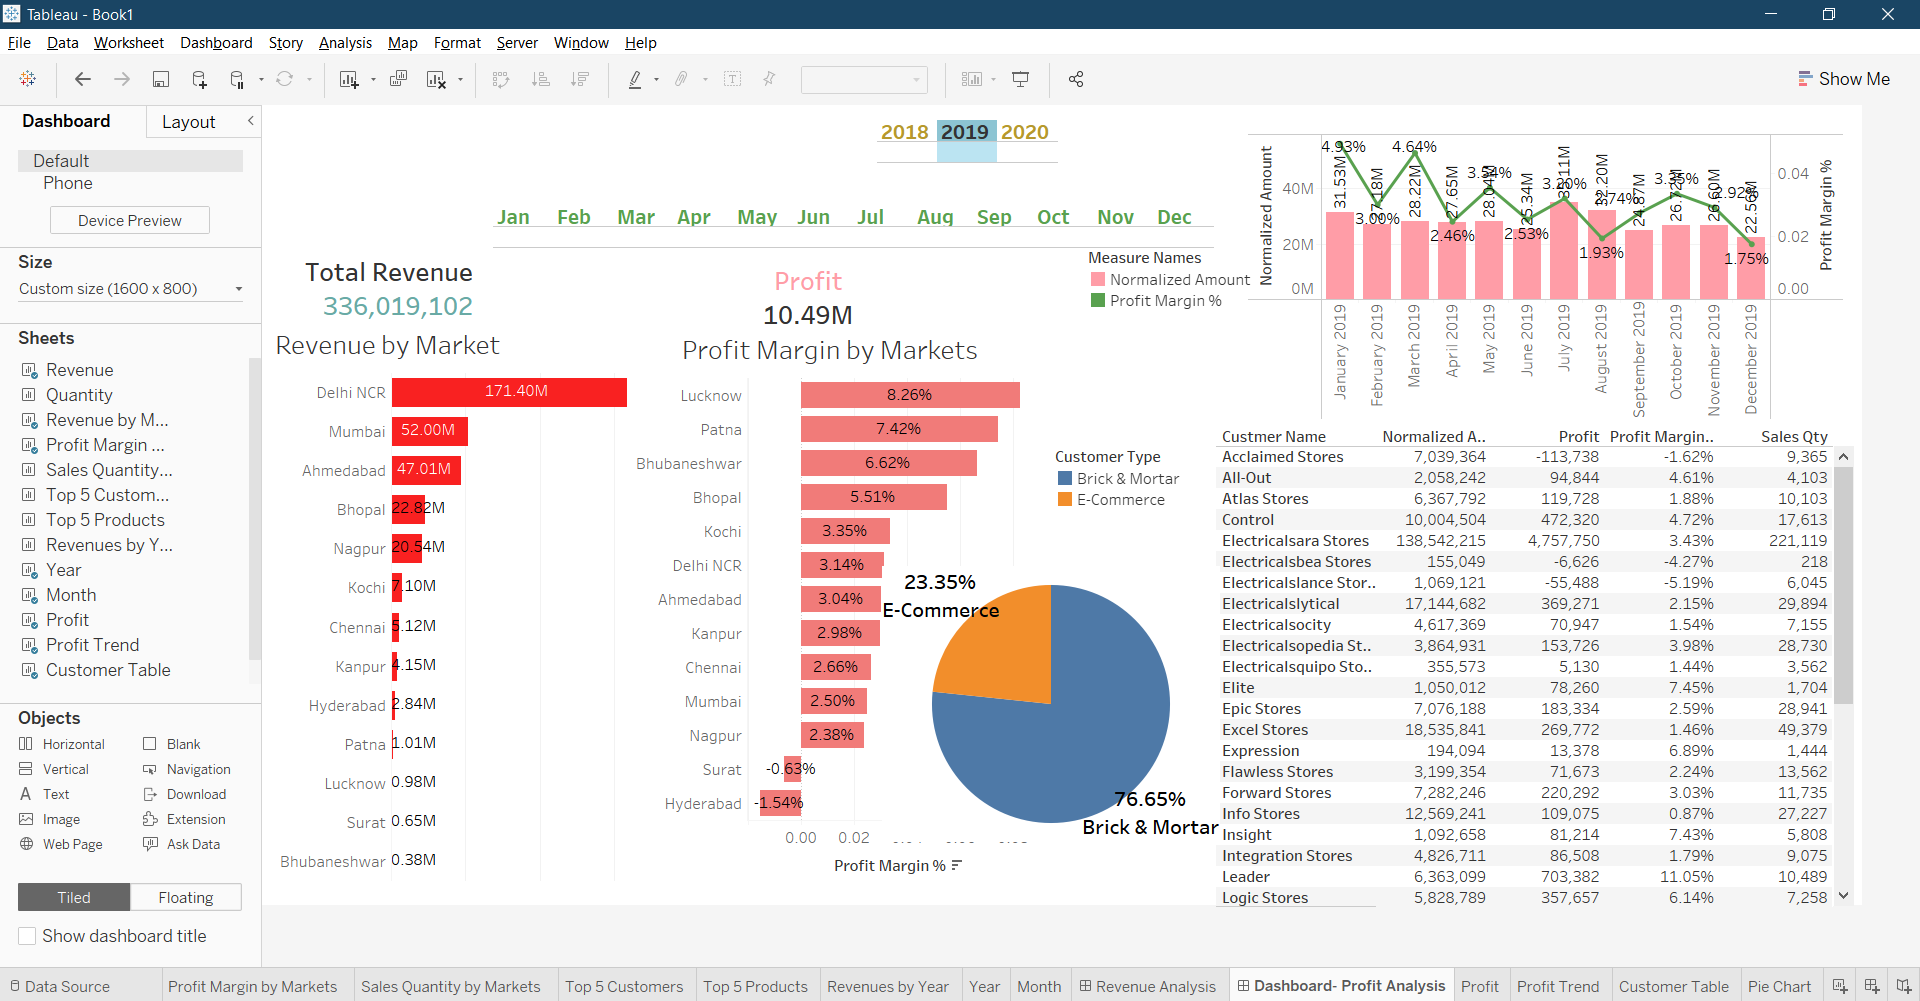 Tableau - Book1
File Data Worksheet Dashboard Story Analysis Map Format Server Window Help
Show Me
Dashboard Layout
Default
Phone
Device Preview
Size
Custom size (1600 x 800)
Sheets
Revenue
Quantity
Revenue by M...
Profit Margin ...
Sales Quantity...
Top 5 Custom...
Top 5 Products
Revenues by Y...
Year
Month
Profit
Profit Trend
Customer Table
Objects
Horizontal Blank
Vertical Navigation
Text Download
Image Extension
Web Page Ask Data
Tiled Floating
Show dashboard title
2018 2019 2020
Jan Feb Mar Apr May Jun Jul Aug Sep Oct Nov Dec
Total Revenue
336,019,102
Profit
10.49M
Measure Names
Normalized Amount
Profit Margin %
Revenue by Market
Delhi NCR 171.40M
Mumbai 52.00M
Ahmedabad 47.01M
Bhopal 22.82M
Nagpur 20.54M
Kochi 7.10M
Chennai 5.12M
Kanpur 4.15M
Hyderabad 2.84M
Patna 1.01M
Lucknow 0.98M
Surat 0.65M
Bhubaneshwar 0.38M
Profit Margin by Markets
Lucknow 8.26%
Patna 7.42%
Bhubaneshwar 6.62%
Bhopal 5.51%
Kochi 3.35%
Delhi NCR 3.14%
Ahmedabad 3.04%
Kanpur 2.98%
Chennai 2.66%
Mumbai 2.50%
Nagpur 2.38%
Surat -0.63%
Hyderabad -1.54%
0.00 0.02
Profit Margin %
Customer Type
Brick & Mortar
E-Commerce
23.35%
E-Commerce
76.65%
Brick & Mortar
Normalized Amount
40M
20M
0M
4.93% 3.00% 4.64% 2.46% 3.54% 2.53% 3.20% 1.93% 2.74% 3.35% 2.92% 1.75%
31.53M 28.22M 27.65M 28.04M 25.34M 32.20M 24.87M 26.72M 26.60M 22.56M
0.04
0.02
0.00
Profit Margin %
January 2019
February 2019
March 2019
April 2019
May 2019
June 2019
July 2019
August 2019
September 2019
October 2019
November 2019
December 2019
Custmer Name Normalized A.. Profit Profit Margin.. Sales Qty
Acclaimed Stores 7,039,364 -113,738 -1.62% 9,365
All-Out 2,058,242 94,844 4.61% 4,103
Atlas Stores 6,367,792 119,728 1.88% 10,103
Control 10,004,504 472,320 4.72% 17,613
Electricalsara Stores 138,542,215 4,757,750 3.43% 221,119
Electricalsbea Stores 155,049 -6,626 -4.27% 218
Electricalslance Stor.. 1,069,121 -55,488 -5.19% 6,045
Electricalslytical 17,144,682 369,271 2.15% 29,894
Electricalsocity 4,617,369 70,947 1.54% 7,155
Electricalsopedia St.. 3,864,931 153,726 3.98% 28,730
Electricalsquipo Sto.. 355,573 5,130 1.44% 3,562
Elite 1,050,012 78,260 7.45% 1,704
Epic Stores 7,076,188 183,334 2.59% 28,941
Excel Stores 18,535,841 269,772 1.46% 49,379
Expression 194,094 13,378 6.89% 1,444
Flawless Stores 3,199,354 71,673 2.24% 13,562
Forward Stores 7,282,246 220,292 3.03% 11,735
Info Stores 12,569,241 109,075 0.87% 27,227
Insight 1,092,658 81,214 7.43% 5,808
Integration Stores 4,826,711 86,508 1.79% 9,075
Leader 6,363,099 703,382 11.05% 10,489
Logic Stores 5,828,789 357,657 6.14% 7,258
Data Source Profit Margin by Markets Sales Quantity by Markets Top 5 Customers Top 5 Products Revenues by Year Year Month Revenue Analysis Dashboard- Profit Analysis Profit Profit Trend Customer Table Pie Chart